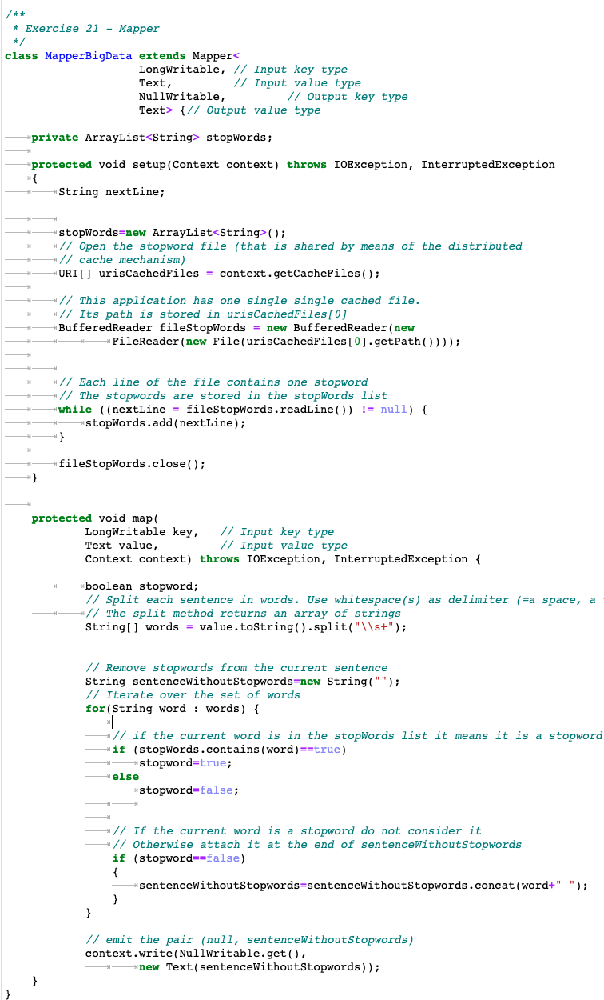 /**
 * Exercise 21 - Mapper
 */
class MapperBigData extends Mapper<
                    LongWritable, // Input key type
                    Text,         // Input value type
                    NullWritable,         // Output key type
                    Text> {// Output value type

    private ArrayList<String> stopWords;

    protected void setup(Context context) throws IOException, InterruptedException
    {
        String nextLine;

        stopWords=new ArrayList<String>();
        // Open the stopword file (that is shared by means of the distributed
        // cache mechanism)
        URI[] urisCachedFiles = context.getCacheFiles();

        // This application has one single single cached file.
        // Its path is stored in urisCachedFiles[0]
        BufferedReader fileStopWords = new BufferedReader(new
                FileReader(new File(urisCachedFiles[0].getPath())));

        // Each line of the file contains one stopword
        // The stopwords are stored in the stopWords list
        while ((nextLine = fileStopWords.readLine()) != null) {
            stopWords.add(nextLine);
        }

        fileStopWords.close();
    }

    protected void map(
            LongWritable key,   // Input key type
            Text value,         // Input value type
            Context context) throws IOException, InterruptedException {

            boolean stopword;
            // Split each sentence in words. Use whitespace(s) as delimiter (=a space, a
            // The split method returns an array of strings
            String[] words = value.toString().split("\\s+");

            // Remove stopwords from the current sentence
            String sentenceWithoutStopwords=new String("");
            // Iterate over the set of words
            for(String word : words) {

                // if the current word is in the stopWords list it means it is a stopword
                if (stopWords.contains(word)==true)
                    stopword=true;
                else
                    stopword=false;

                // If the current word is a stopword do not consider it
                // Otherwise attach it at the end of sentenceWithoutStopwords
                if (stopword==false)
                {
                    sentenceWithoutStopwords=sentenceWithoutStopwords.concat(word+" ");
                }
            }

            // emit the pair (null, sentenceWithoutStopwords)
            context.write(NullWritable.get(),
                    new Text(sentenceWithoutStopwords));
    }
}